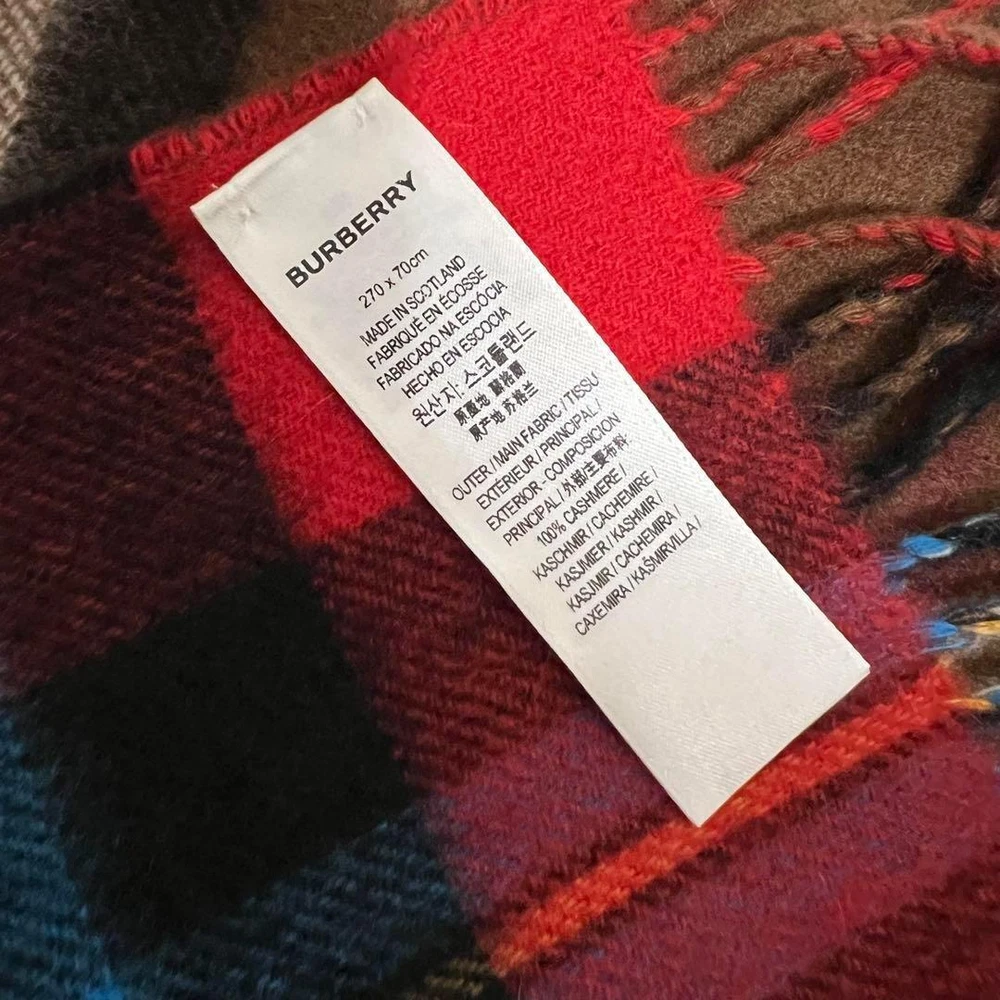 BURBERRY
270 x 70cm
MADE IN SCOTLAND
FABRIQUÉ EN ÉCOSSE
FABRICADO NA ESCÓCIA
HECHO EN ESCOCIA
원산지: 스코틀랜드
原產地 蘇格蘭
原产地 苏格兰
OUTER / MAIN FABRIC / TISSU
EXTÉRIEUR / PRINCIPAL /
EXTERIOR - COMPOSICION
PRINCIPAL / 外部/主要布料:
100% CASHMERE /
KASCHMIR / CACHEMIRE /
KASJMIER / KASHMIR /
KASJMIR / CACHEMIRA /
CAXEMIRA / KAŠMIRVILLA /